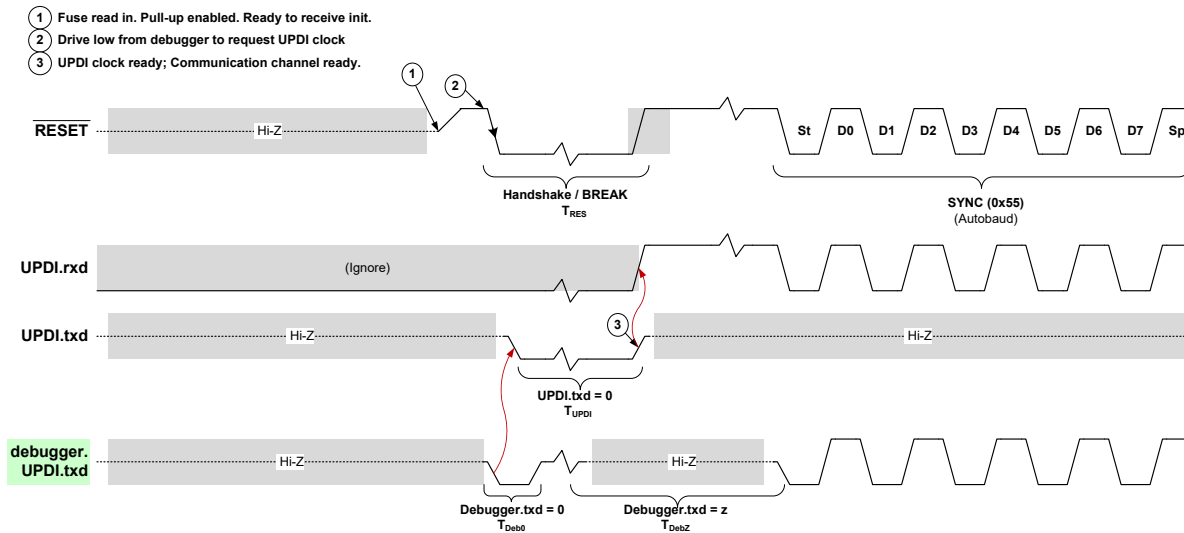 1 Fuse read in. Pull-up enabled. Ready to receive init.
2 Drive low from debugger to request UPDI clock
3 UPDI clock ready; Communication channel ready.
1
2
RESET
Hi-Z
St D0 D1 D2 D3 D4 D5 D6 D7 Sp
Handshake / BREAK
TRES
SYNC (0x55)
(Autobaud)
UPDI.rxd
(Ignore)
UPDI.txd
Hi-Z
3
Hi-Z
UPDI.txd = 0
TUPDI
debugger.
UPDI.txd
Hi-Z
Hi-Z
Debugger.txd = 0
TDeb0
Debugger.txd = z
TDebZ